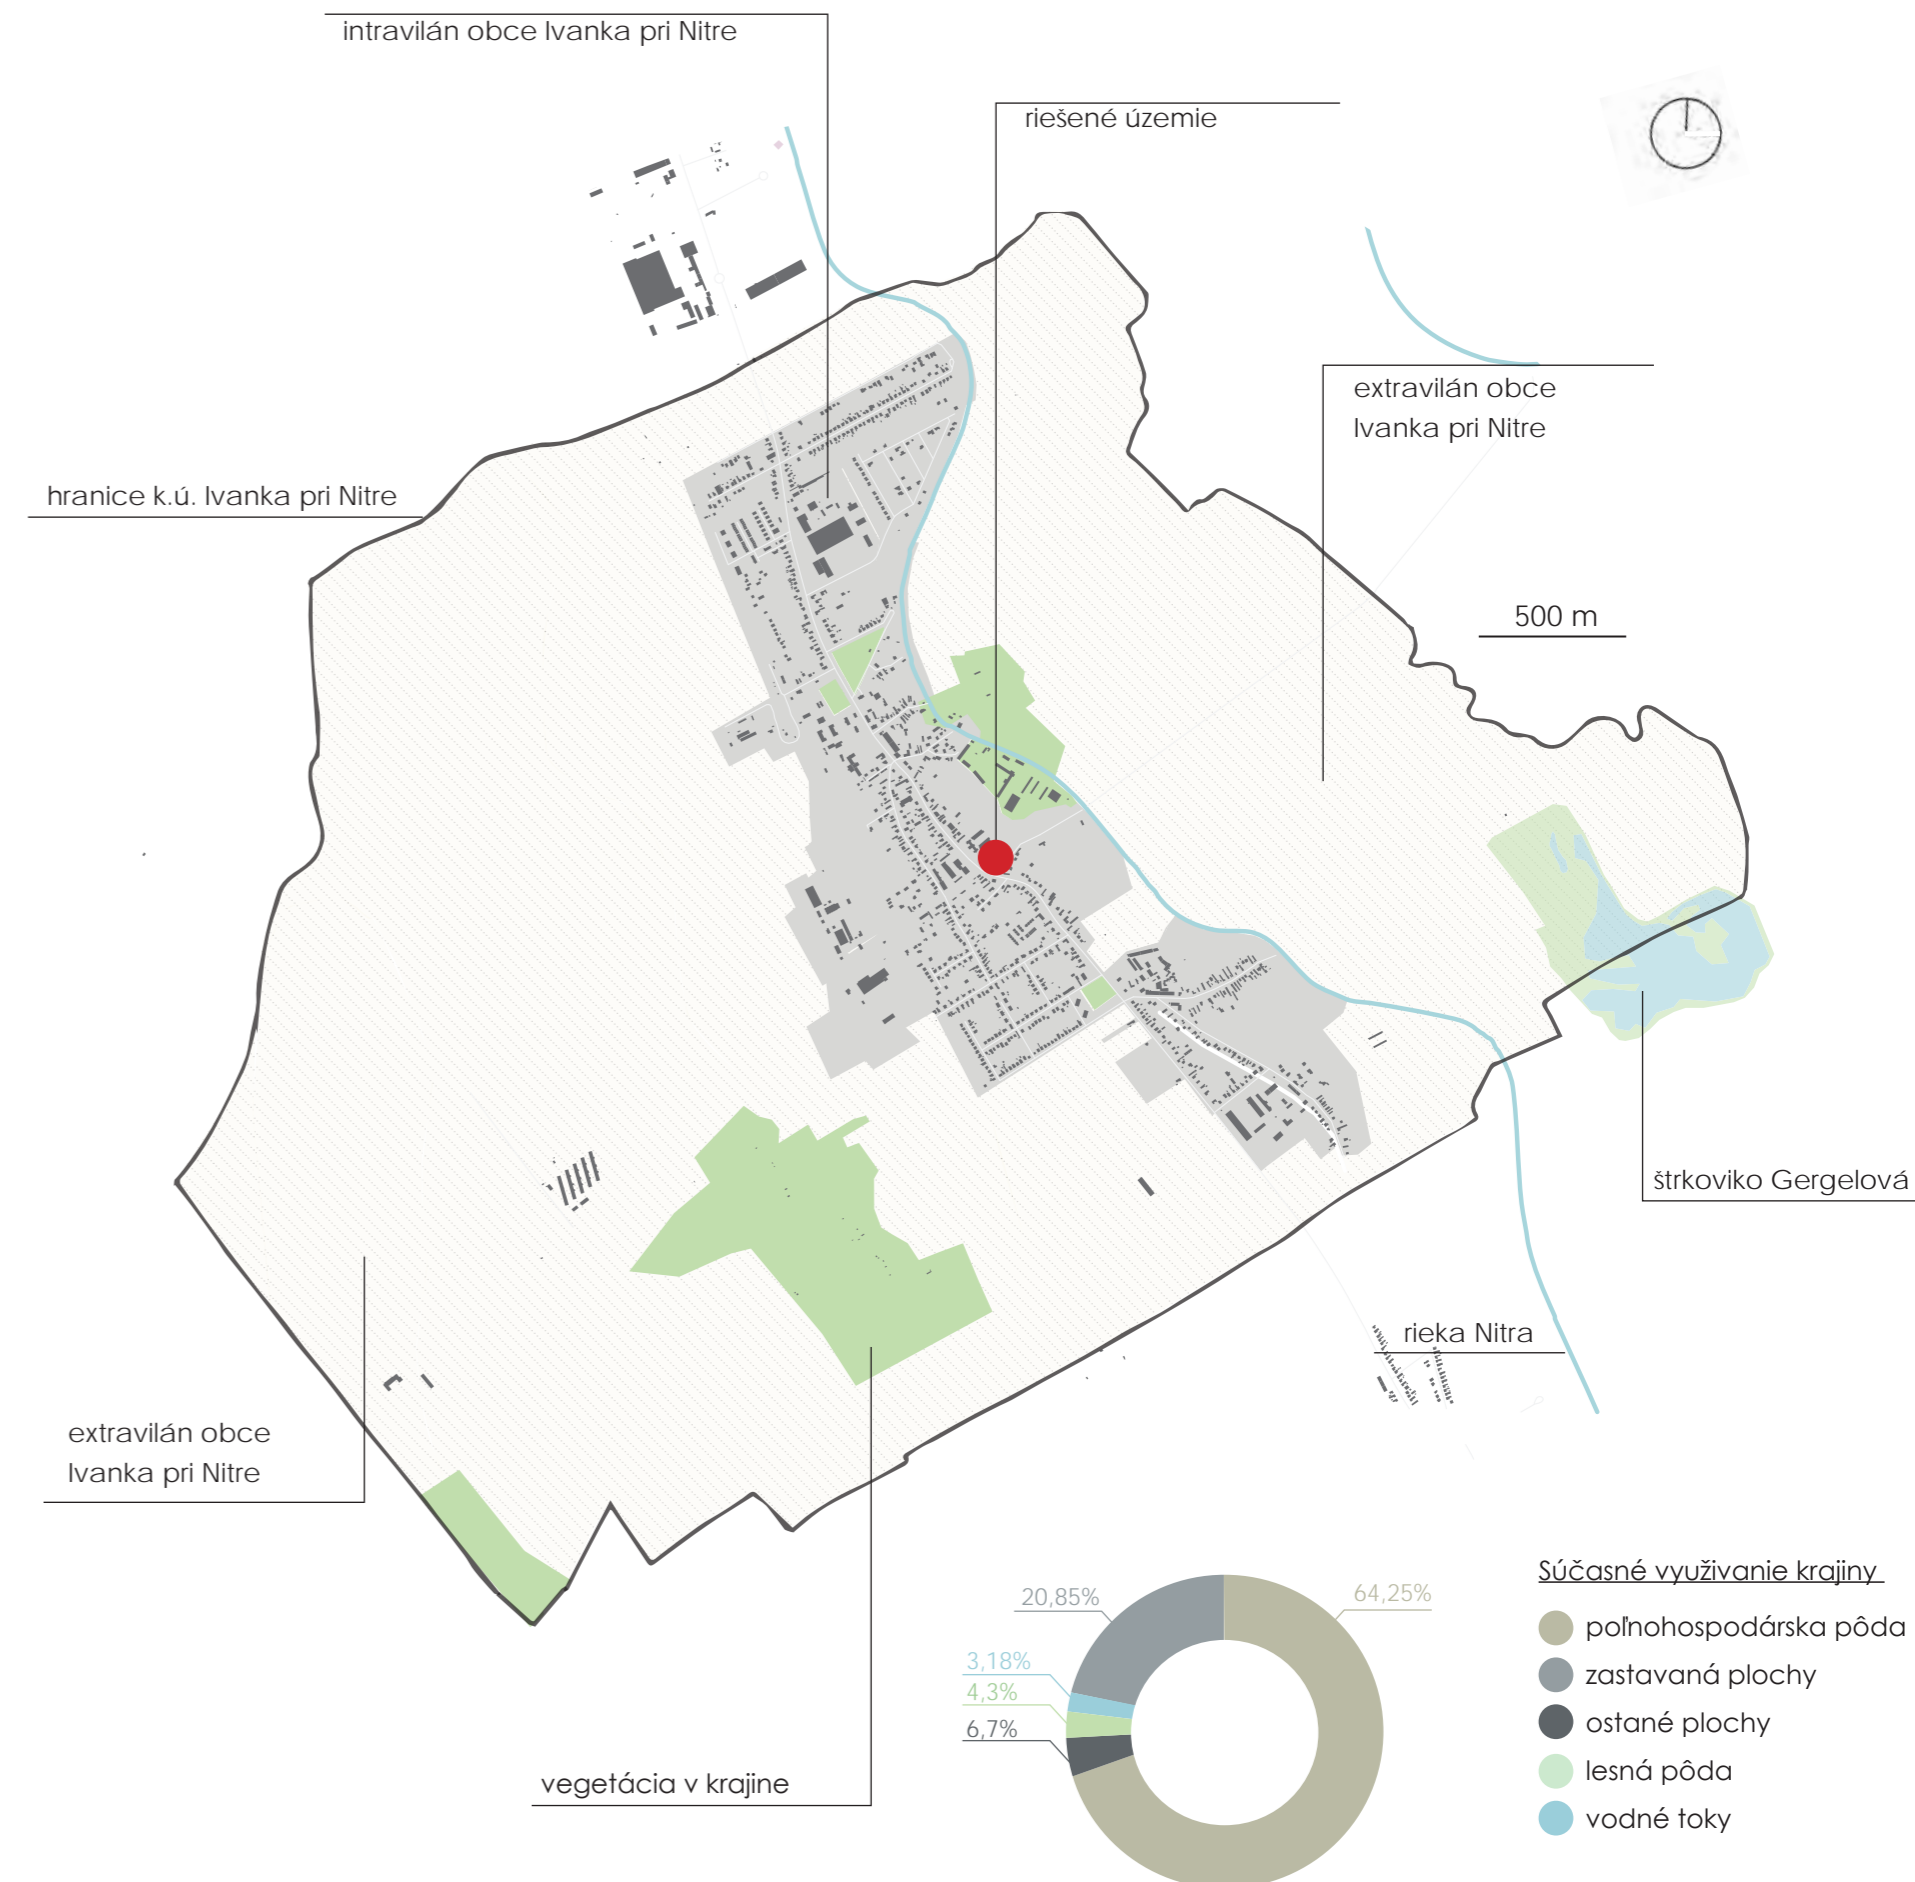 intravilán obce Ivanka pri Nitre
riešené územie
extravilán obce
Ivanka pri Nitre
hranice k.ú. Ivanka pri Nitre
500 m
štrkoviko Gergelová
rieka Nitra
extravilán obce
Ivanka pri Nitre
vegetácia v krajine
20,85%
64,25%
3,18%
4,3%
6,7%
Súčasné využivanie krajiny
poľnohospodárska pôda
zastavaná plochy
ostané plochy
lesná pôda
vodné toky